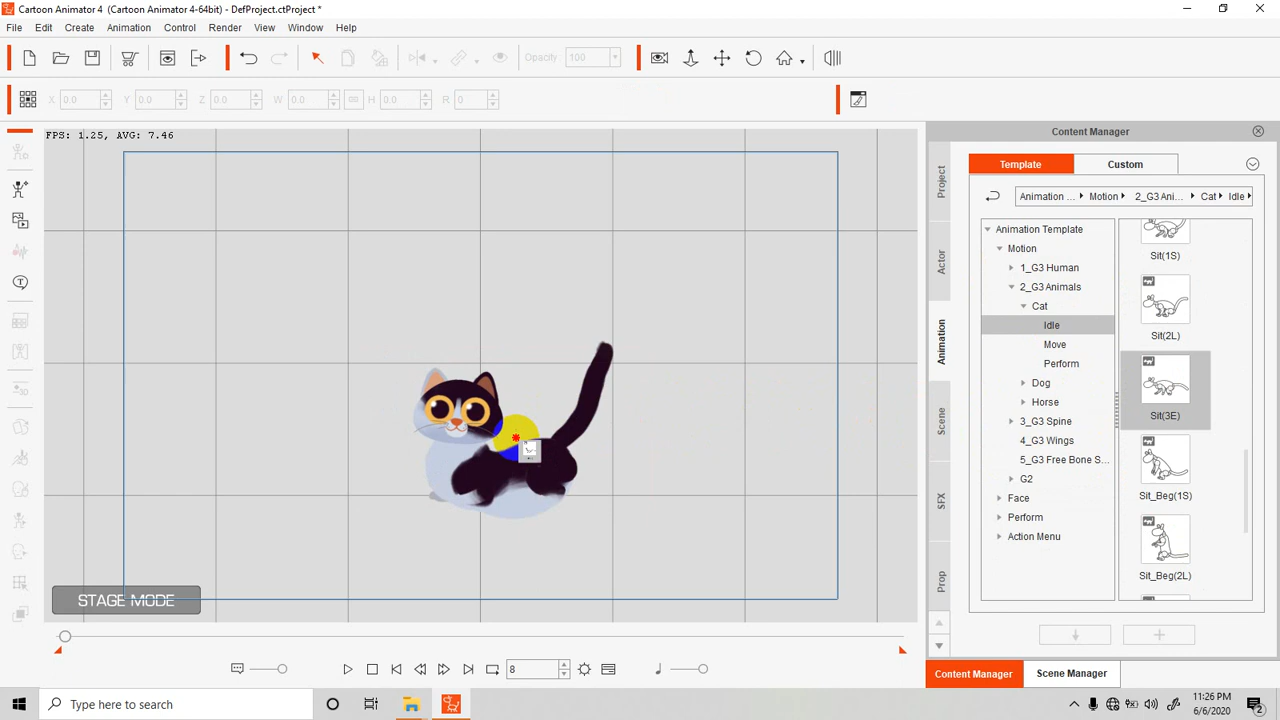 Cartoon Animator 4 (Cartoon Animator 4-64bit) - DefProject.ctProject *
File Edit Create Animation Control Render View Window Help
Opacity 100
X 0.0 Y 0.0 Z 0.0 W 0.0 H 0.0 R 0
FPS: 1.25, AVG: 7.46
Content Manager
Template Custom
Animation ... Motion 2_G3 Ani... Cat Idle
Project
Actor
Animation
Scene
SFX
Prop
Animation Template
Motion
1_G3 Human
2_G3 Animals
Cat
Idle
Move
Perform
Dog
Horse
3_G3 Spine
4_G3 Wings
5_G3 Free Bone S...
G2
Face
Perform
Action Menu
Sit(1S)
Sit(2L)
Sit(3E)
Sit_Beg(1S)
Sit_Beg(2L)
STAGE MODE
8
Content Manager Scene Manager
Type here to search
11:26 PM
6/6/2020
2